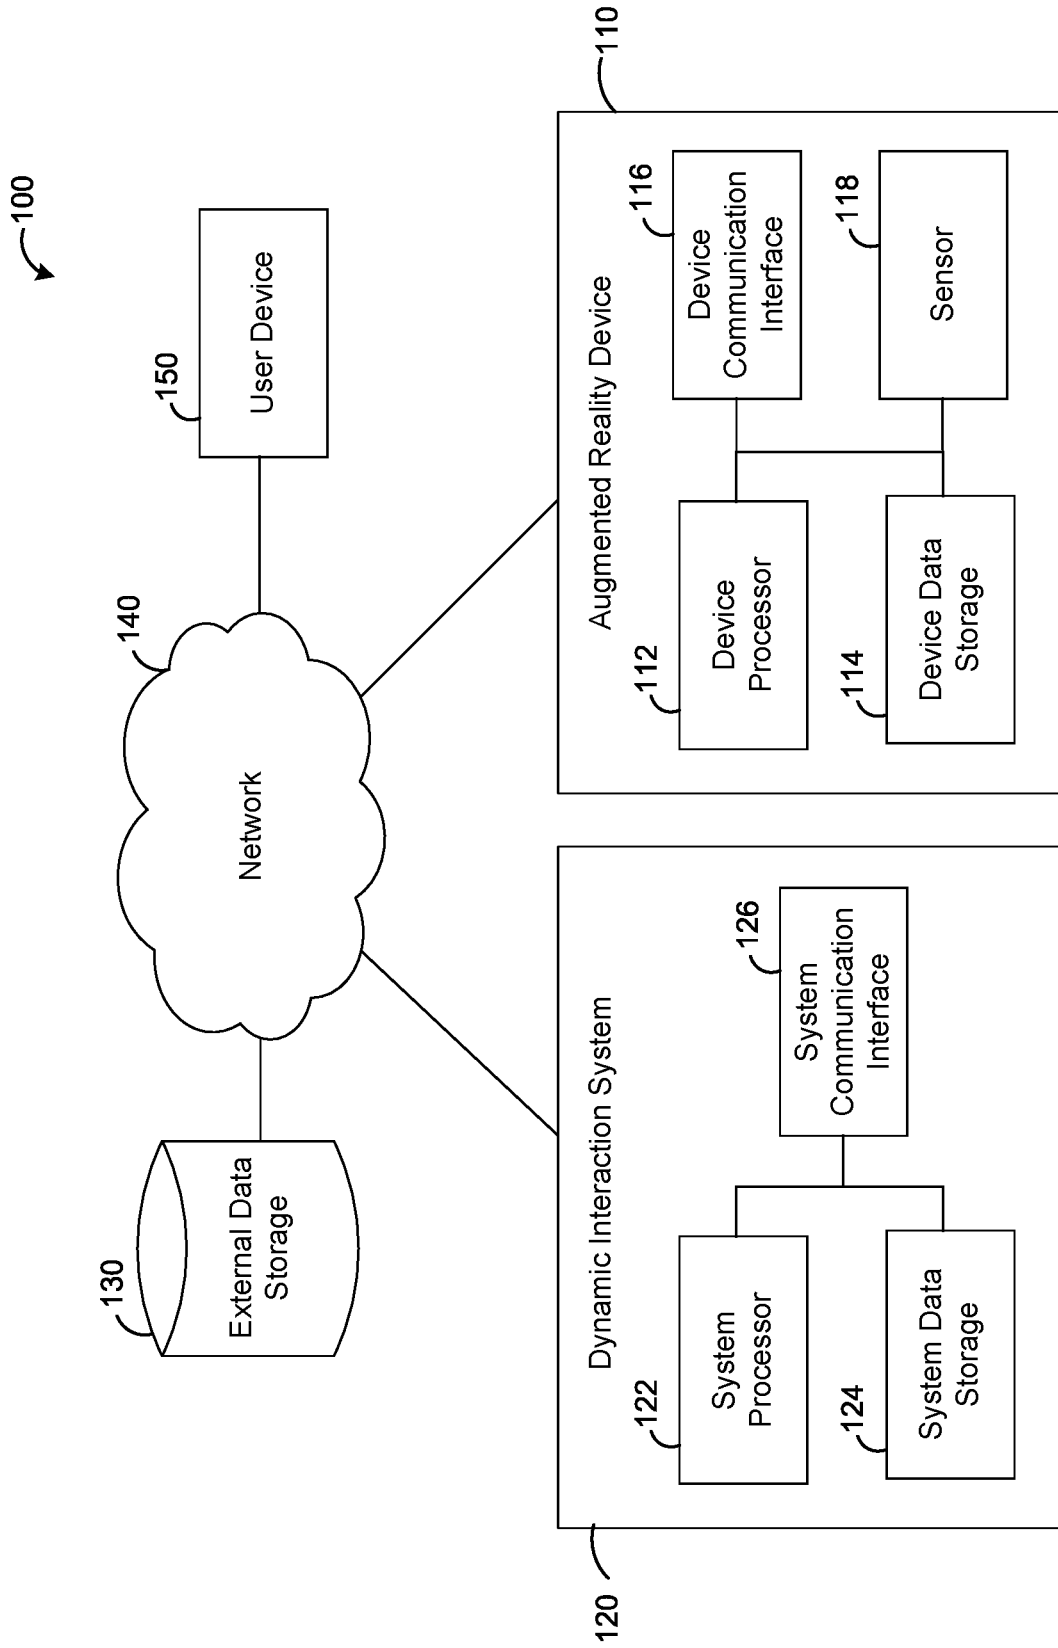 100
130
External Data
Storage
140
Network
150
User Device
120
Dynamic Interaction System
122
System
Processor
124
System Data
Storage
126
System
Communication
Interface
110
Augmented Reality Device
112
Device
Processor
114
Device Data
Storage
116
Device
Communication
Interface
118
Sensor